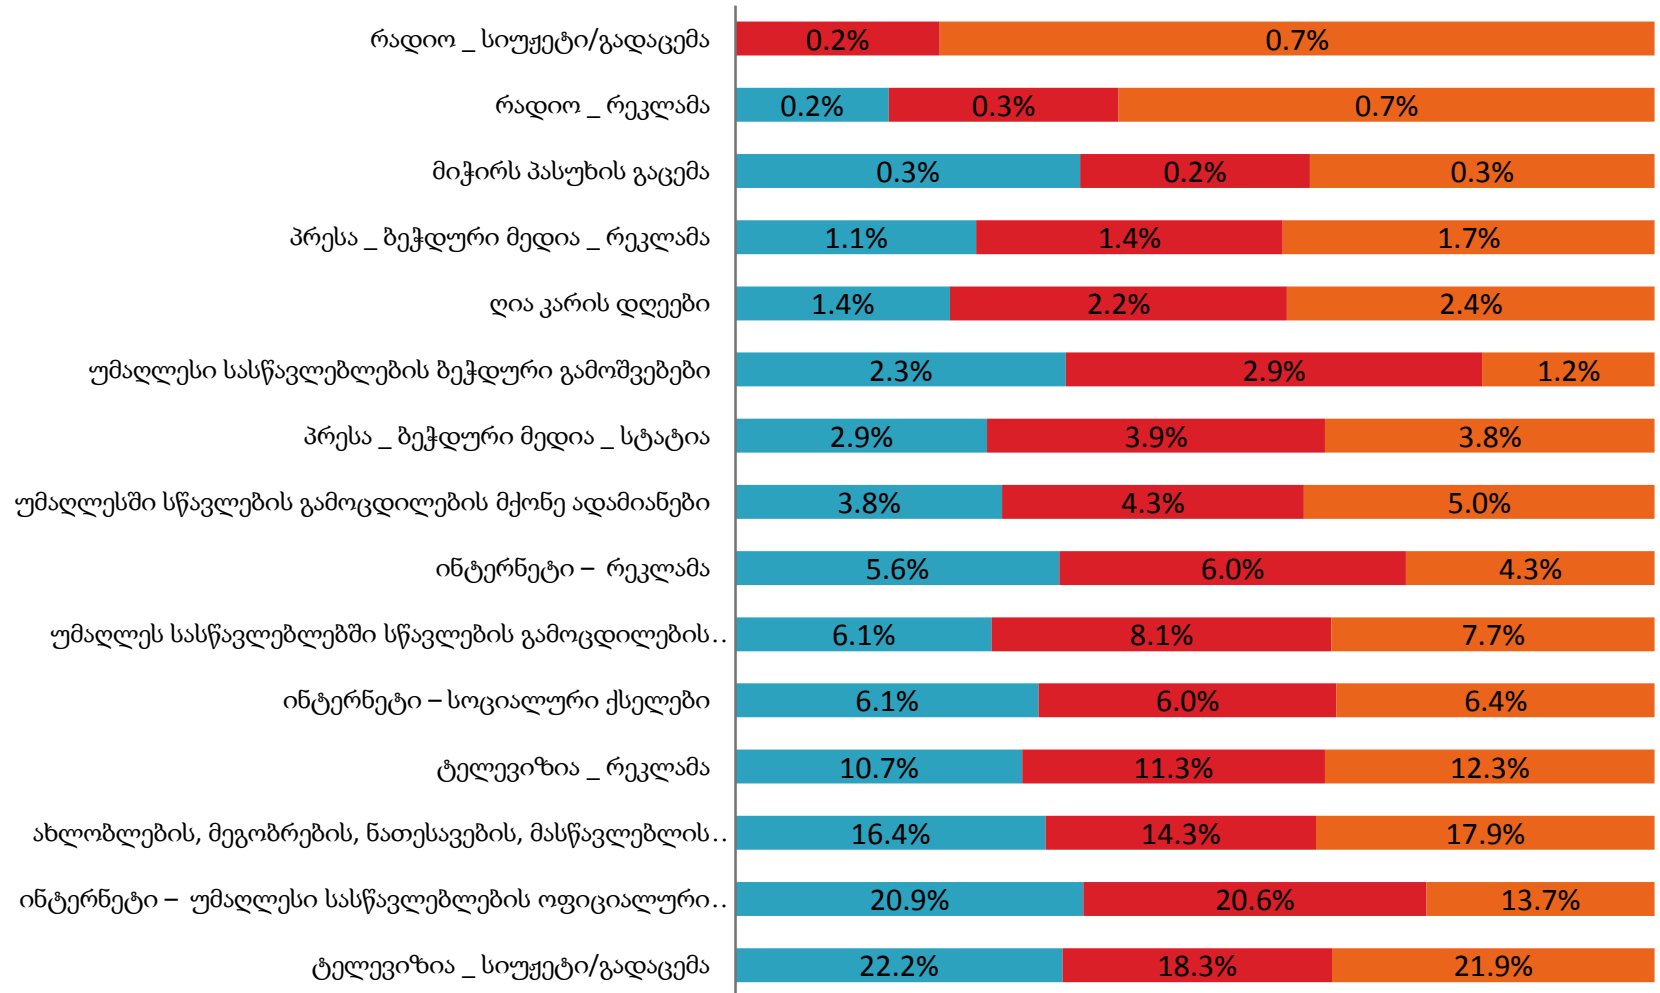 რადიო _ სიუჟეტი/გადაცემა 0.2% 0.7%
რადიო _ რეკლამა 0.2% 0.3% 0.7%
მიჭირს პასუხის გაცემა 0.3% 0.2% 0.3%
პრესა _ ბეჭდური მედია _ რეკლამა 1.1% 1.4% 1.7%
ღია კარის დღეები 1.4% 2.2% 2.4%
უმაღლესი სასწავლებლების ბეჭდური გამოშვებები 2.3% 2.9% 1.2%
პრესა _ ბეჭდური მედია _ სტატია 2.9% 3.9% 3.8%
უმაღლესში სწავლების გამოცდილების მქონე ადამიანები 3.8% 4.3% 5.0%
ინტერნეტი – რეკლამა 5.6% 6.0% 4.3%
უმაღლეს სასწავლებლებში სწავლების გამოცდილების.. 6.1% 8.1% 7.7%
ინტერნეტი – სოციალური ქსელები 6.1% 6.0% 6.4%
ტელევიზია _ რეკლამა 10.7% 11.3% 12.3%
ახლობლების, მეგობრების, ნათესავების, მასწავლებლის.. 16.4% 14.3% 17.9%
ინტერნეტი – უმაღლესი სასწავლებლების ოფიციალური.. 20.9% 20.6% 13.7%
ტელევიზია _ სიუჟეტი/გადაცემა 22.2% 18.3% 21.9%